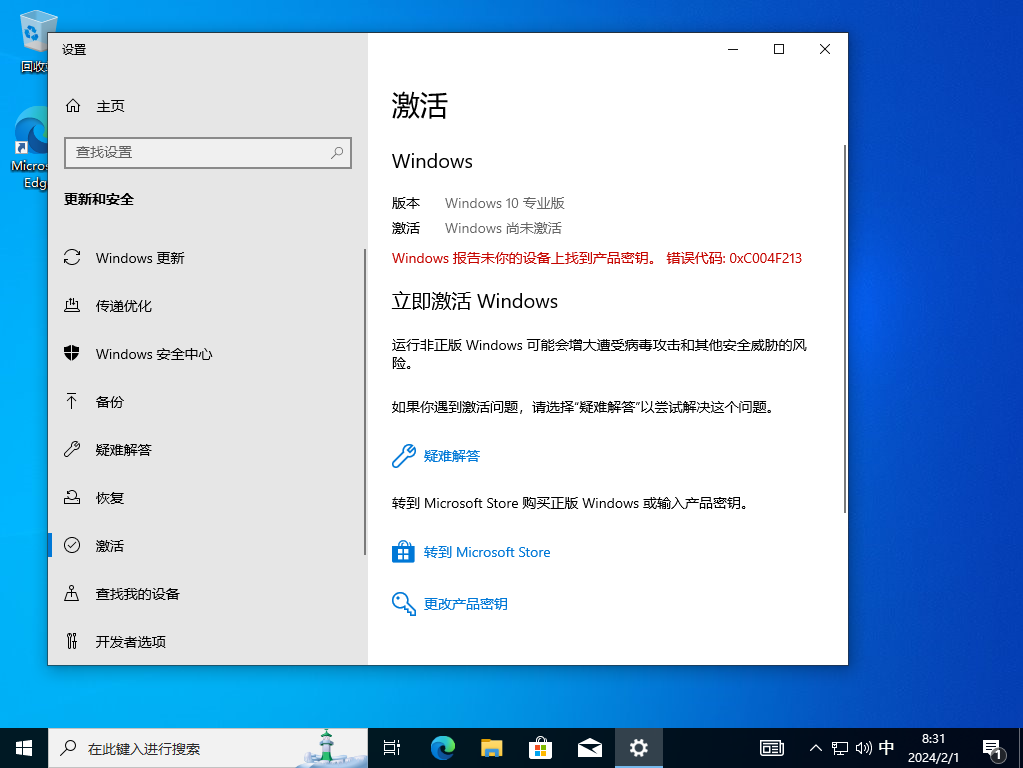 回收
Micros
Edg
设置
主页
查找设置
更新和安全
Windows 更新
传递优化
Windows 安全中心
备份
疑难解答
恢复
激活
查找我的设备
开发者选项
激活
Windows
版本 Windows 10 专业版
激活 Windows 尚未激活
Windows 报告未你的设备上找到产品密钥。 错误代码: 0xC004F213
立即激活 Windows
运行非正版 Windows 可能会增大遭受病毒攻击和其他安全威胁的风
险。
如果你遇到激活问题，请选择“疑难解答”以尝试解决这个问题。
疑难解答
转到 Microsoft Store 购买正版 Windows 或输入产品密钥。
转到 Microsoft Store
更改产品密钥
在此键入进行搜索
中
8:31
2024/2/1
1